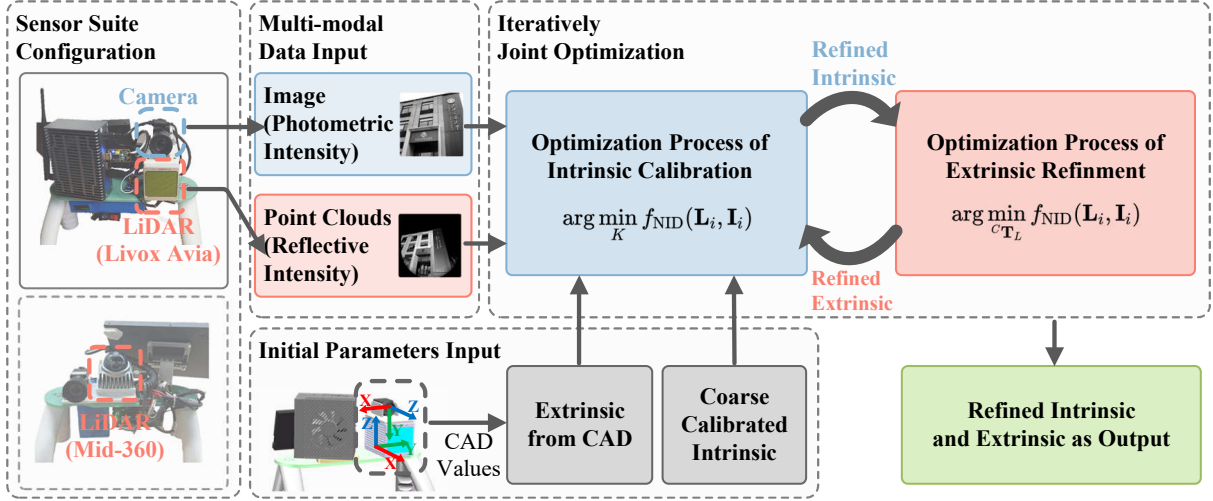 Sensor Suite
Configuration
Camera
LiDAR
(Livox Avia)
LiDAR
(Mid-360)
Multi-modal
Data Input
Image
(Photometric
Intensity)
Point Clouds
(Reflective
Intensity)
Initial Parameters Input
X
Z
Z
Y
Y
X
CAD
Values
Extrinsic
from CAD
Coarse
Calibrated
Intrinsic
Iteratively
Joint Optimization
Optimization Process of
Intrinsic Calibration
arg min_K f_NID(L_i, I_i)
Refined
Intrinsic
Refined
Extrinsic
Optimization Process of
Extrinsic Refinment
arg min_{^C T_L} f_NID(L_i, I_i)
Refined Intrinsic
and Extrinsic as Output